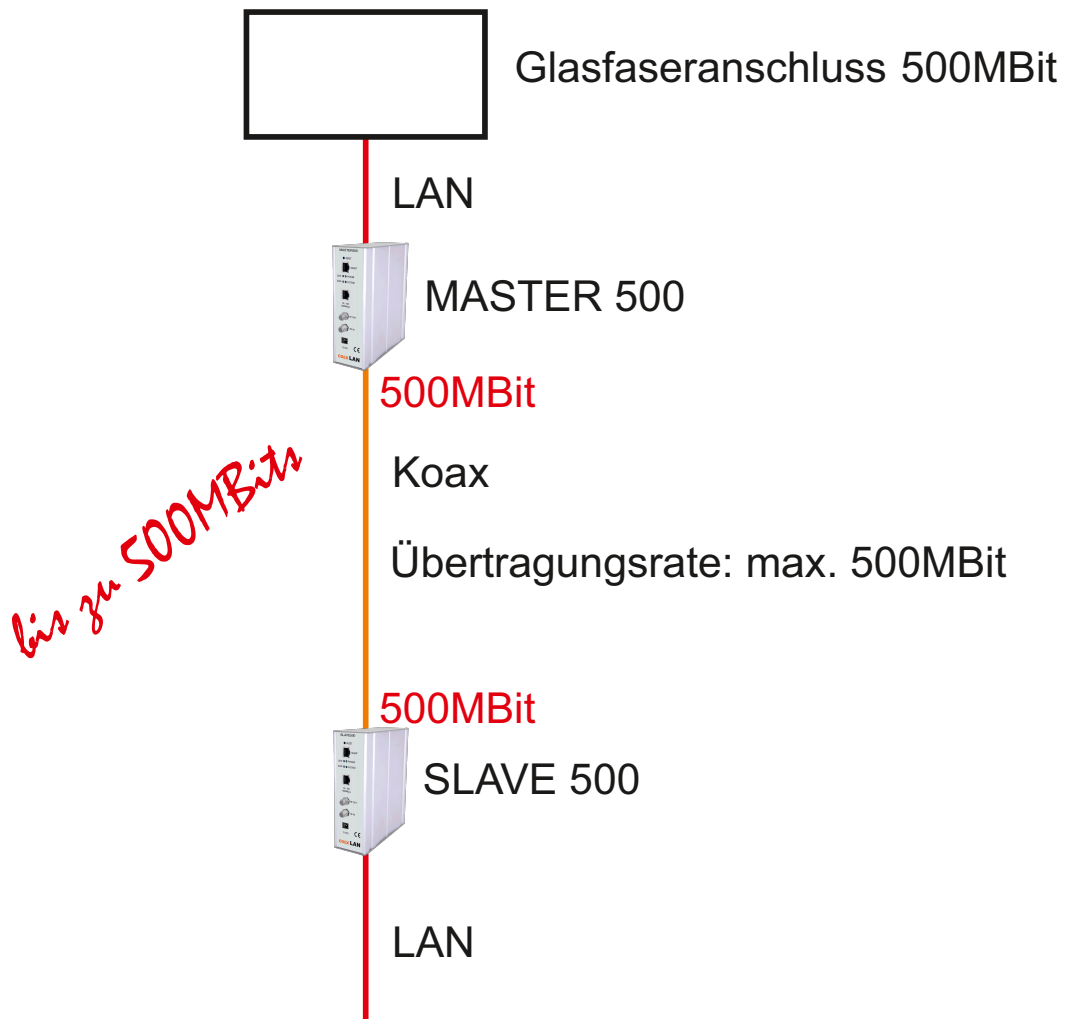 Glasfaseranschluss 500MBit
LAN
MASTER 500
500MBit
Koax
bis zu 500MBits
Übertragungsrate: max. 500MBit
500MBit
SLAVE 500
LAN